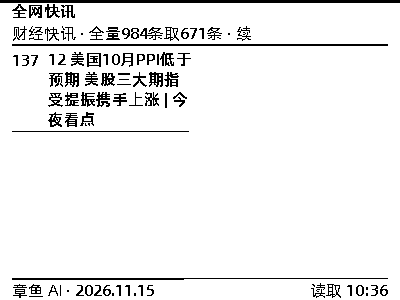 全网快讯
财经快讯 · 全量984条取671条 · 续
137 12 美国10月PPI低于
预期 美股三大期指
受提振携手上涨 | 今
夜看点
章鱼 AI · 2026.11.15 读取 10:36